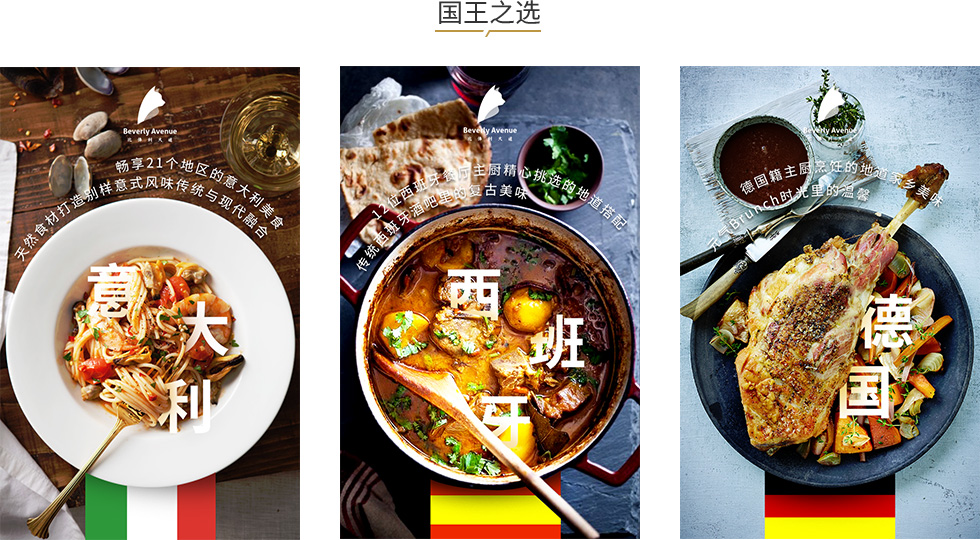 国王之选
Beverly Avenue
畅享21个地区的意大利美食
天然食材打造别样意式风味传统与现代融合
意
大
利
Beverly Avenue
12位西班牙餐厅主厨精心挑选的地道搭配
传统西班牙酒吧里的复古美味
西
班
牙
Beverly Avenue
德国籍主厨烹饪的地道家乡美味
元气Brunch时光里的温馨
德
国